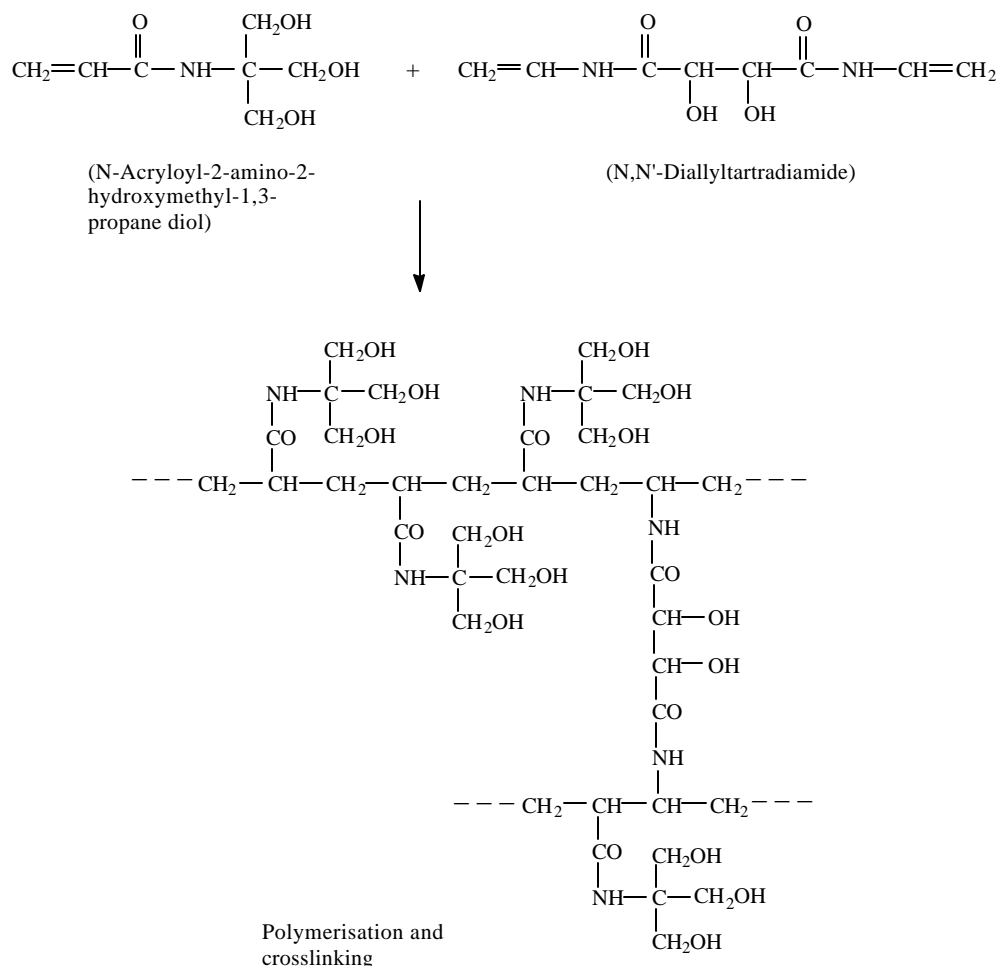 O CH2OH O O
CH2=CH—C—NH—C—CH2OH + CH2=CH—NH—C—CH—CH—C—NH—CH=CH2
CH2OH OH OH
(N-Acryloyl-2-amino-2-
hydroxymethyl-1,3-
propane diol)
(N,N'-Diallyltartradiamide)
CH2OH CH2OH
NH—C—CH2OH NH—C—CH2OH
CO CH2OH CO CH2OH
---CH2—CH—CH2—CH—CH2—CH—CH2—CH—CH2---
CO CH2OH NH
NH—C—CH2OH CO
CH2OH CH—OH
CH—OH
CO
NH
---CH2—CH—CH—CH2---
CO CH2OH
NH—C—CH2OH
CH2OH
Polymerisation and
crosslinking